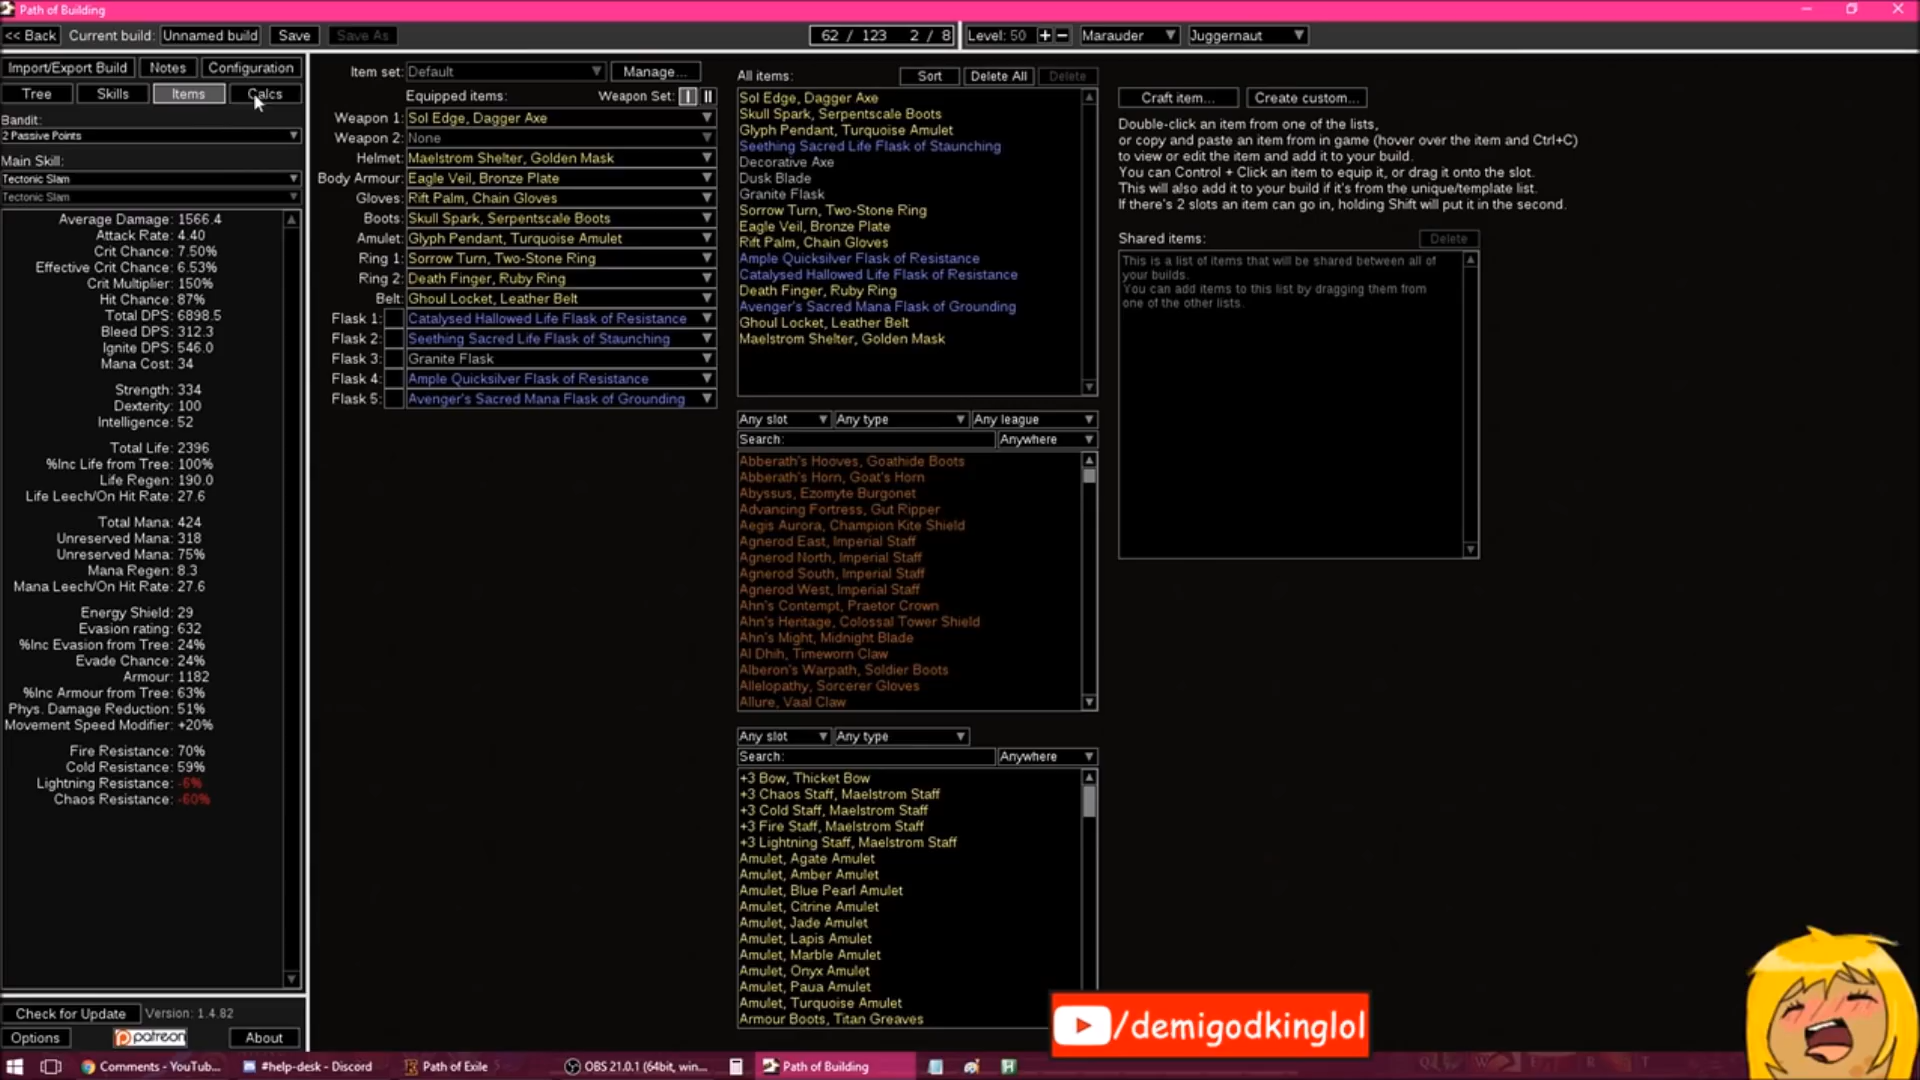 Path of Building
<< Back Current build: Unnamed build Save Save As 62 / 123 2 / 8 Level: 50 + - Marauder Juggernaut
Import/Export Build Notes Configuration
Tree Skills Items Calcs
Bandit:
2 Passive Points
Main Skill:
Tectonic Slam
Tectonic Slam
Average Damage: 1566.4
Attack Rate: 4.40
Crit Chance: 7.50%
Effective Crit Chance: 6.53%
Crit Multiplier: 150%
Hit Chance: 87%
Total DPS: 6898.5
Bleed DPS: 312.3
Ignite DPS: 546.0
Mana Cost: 34
Strength: 334
Dexterity: 100
Intelligence: 52
Total Life: 2396
%Inc Life from Tree: 100%
Life Regen: 190.0
Life Leech/On Hit Rate: 27.6
Total Mana: 424
Unreserved Mana: 318
Unreserved Mana: 75%
Mana Regen: 8.3
Mana Leech/On Hit Rate: 27.6
Energy Shield: 29
Evasion rating: 632
%Inc Evasion from Tree: 24%
Evade Chance: 24%
Armour: 1182
%Inc Armour from Tree: 63%
Phys. Damage Reduction: 51%
Movement Speed Modifier: +20%
Fire Resistance: 70%
Cold Resistance: 59%
Lightning Resistance: -6%
Chaos Resistance: -60%
Check for Update Version: 1.4.82
Options patreon About
Item set: Default Manage...
Equipped items: Weapon Set: I II
Weapon 1: Sol Edge, Dagger Axe
Weapon 2: None
Helmet: Maelstrom Shelter, Golden Mask
Body Armour: Eagle Veil, Bronze Plate
Gloves: Rift Palm, Chain Gloves
Boots: Skull Spark, Serpentscale Boots
Amulet: Glyph Pendant, Turquoise Amulet
Ring 1: Sorrow Turn, Two-Stone Ring
Ring 2: Death Finger, Ruby Ring
Belt: Ghoul Locket, Leather Belt
Flask 1: Catalysed Hallowed Life Flask of Resistance
Flask 2: Seething Sacred Life Flask of Staunching
Flask 3: Granite Flask
Flask 4: Ample Quicksilver Flask of Resistance
Flask 5: Avenger's Sacred Mana Flask of Grounding
All items: Sort Delete All Delete
Sol Edge, Dagger Axe
Skull Spark, Serpentscale Boots
Glyph Pendant, Turquoise Amulet
Seething Sacred Life Flask of Staunching
Decorative Axe
Dusk Blade
Granite Flask
Sorrow Turn, Two-Stone Ring
Eagle Veil, Bronze Plate
Rift Palm, Chain Gloves
Ample Quicksilver Flask of Resistance
Catalysed Hallowed Life Flask of Resistance
Death Finger, Ruby Ring
Avenger's Sacred Mana Flask of Grounding
Ghoul Locket, Leather Belt
Maelstrom Shelter, Golden Mask
Any slot Any type Any league
Search: Anywhere
Abberath's Hooves, Goathide Boots
Abberath's Horn, Goat's Horn
Abyssus, Ezomyte Burgonet
Advancing Fortress, Gut Ripper
Aegis Aurora, Champion Kite Shield
Agnerod East, Imperial Staff
Agnerod North, Imperial Staff
Agnerod South, Imperial Staff
Agnerod West, Imperial Staff
Ahn's Contempt, Praetor Crown
Ahn's Heritage, Colossal Tower Shield
Ahn's Might, Midnight Blade
Al Dhih, Timeworn Claw
Alberon's Warpath, Soldier Boots
Allelopathy, Sorcerer Gloves
Allure, Vaal Claw
Any slot Any type
Search: Anywhere
+3 Bow, Thicket Bow
+3 Chaos Staff, Maelstrom Staff
+3 Cold Staff, Maelstrom Staff
+3 Fire Staff, Maelstrom Staff
+3 Lightning Staff, Maelstrom Staff
Amulet, Agate Amulet
Amulet, Amber Amulet
Amulet, Blue Pearl Amulet
Amulet, Citrine Amulet
Amulet, Jade Amulet
Amulet, Lapis Amulet
Amulet, Marble Amulet
Amulet, Onyx Amulet
Amulet, Paua Amulet
Amulet, Turquoise Amulet
Armour Boots, Titan Greaves
Craft item... Create custom...
Double-click an item from one of the lists,
or copy and paste an item from in game (hover over the item and Ctrl+C)
to view or edit the item and add it to your build.
You can Control + Click an item to equip it, or drag it onto the slot.
This will also add it to your build if it's from the unique/template list.
If there's 2 slots an item can go in, holding Shift will put it in the second.
Shared items: Delete
This is a list of items that will be shared between all of
your builds.
You can add items to this list by dragging them from
one of the other lists.
/demigodkinglol
Comments - YouTub... #help-desk - Discord Path of Exile OBS 21.0.1 (64bit, win... Path of Building